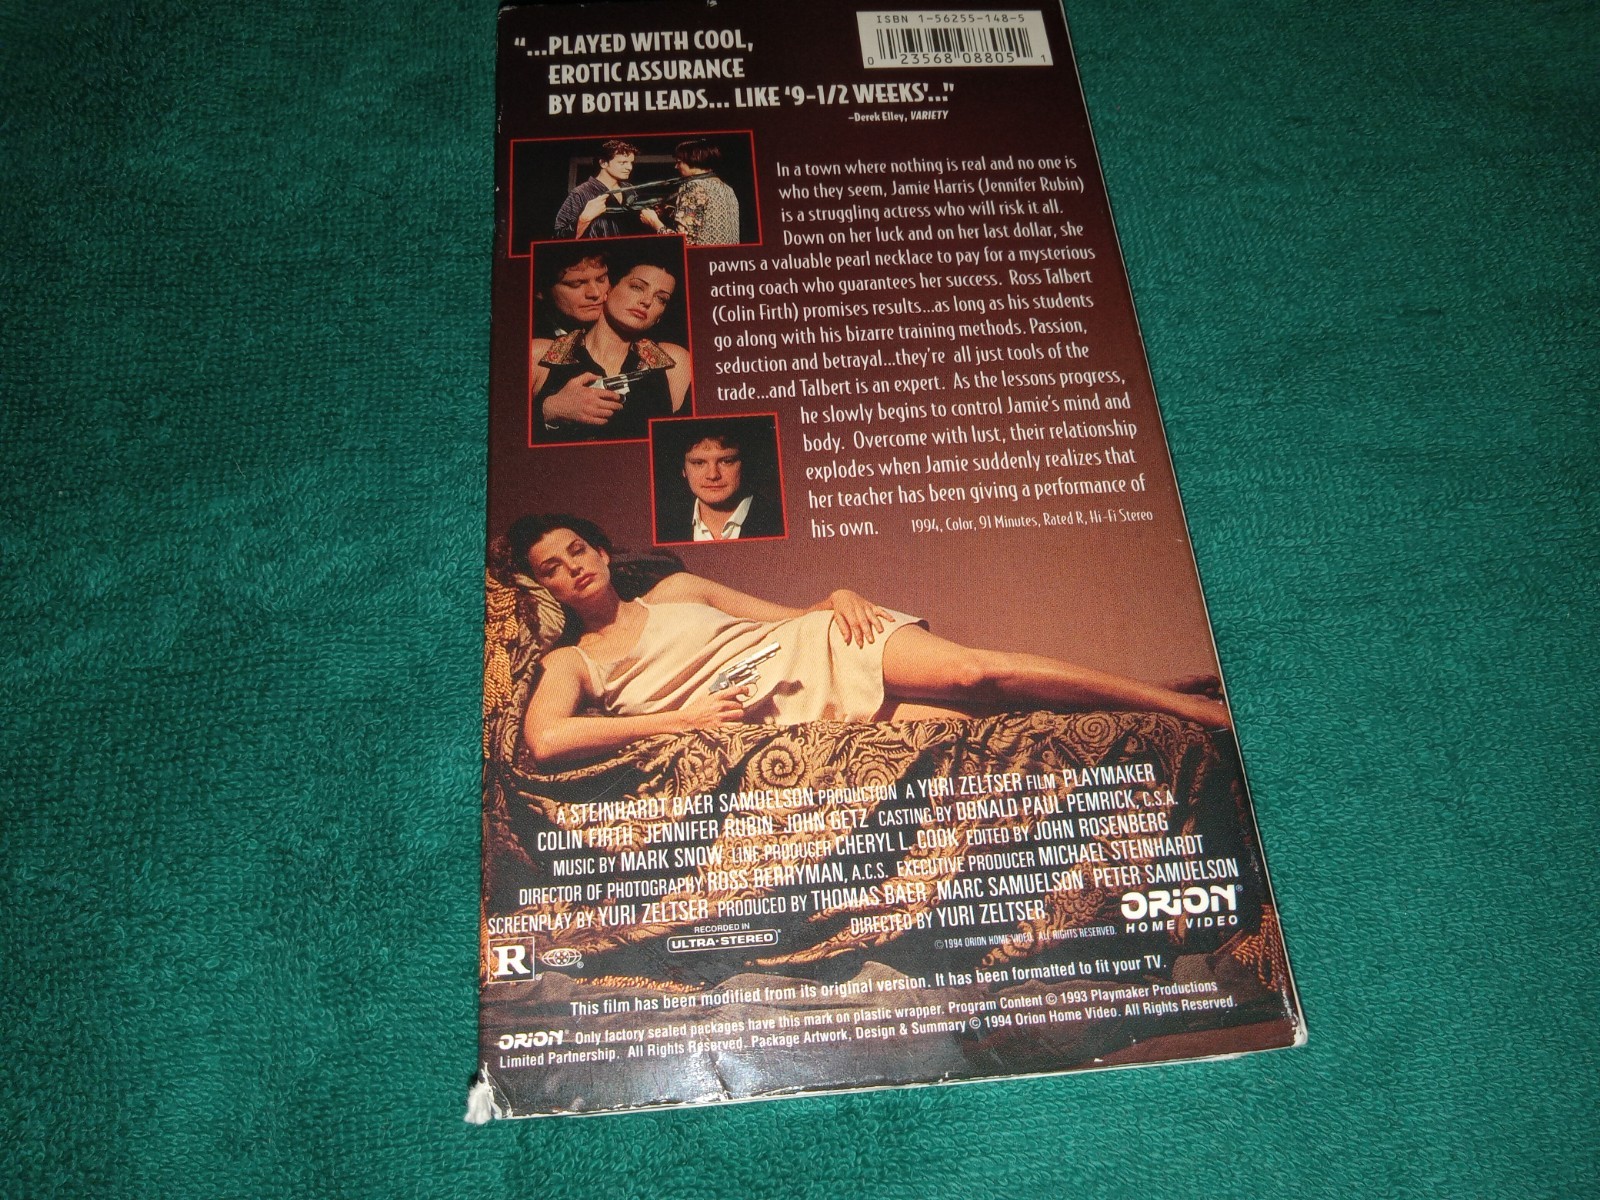 ISBN 1-56255-148-5
0 23568 08805 1
"...PLAYED WITH COOL,
EROTIC ASSURANCE
BY BOTH LEADS... LIKE '9-1/2 WEEKS'..."
–Derek Elley, VARIETY
In a town where nothing is real and no one is
who they seem, Jamie Harris (Jennifer Rubin)
is a struggling actress who will risk it all.
Down on her luck and on her last dollar, she
pawns a valuable pearl necklace to pay for a mysterious
acting coach who guarantees her success. Ross Talbert
(Colin Firth) promises results...as long as his students
go along with his bizarre training methods. Passion,
seduction and betrayal...they're all just tools of the
trade...and Talbert is an expert. As the lessons progress,
he slowly begins to control Jamie's mind and
body. Overcome with lust, their relationship
explodes when Jamie suddenly realizes that
her teacher has been giving a performance of
his own. 1994, Color, 91 Minutes, Rated R, Hi-Fi Stereo
A STEINHARDT BAER SAMUELSON PRODUCTION A YURI ZELTSER FILM PLAYMAKER
COLIN FIRTH JENNIFER RUBIN JOHN GETZ CASTING BY DONALD PAUL PEMRICK, C.S.A.
MUSIC BY MARK SNOW LINE PRODUCER CHERYL L. COOK EDITED BY JOHN ROSENBERG
DIRECTOR OF PHOTOGRAPHY ROSS BERRYMAN, A.C.S. EXECUTIVE PRODUCER MICHAEL STEINHARDT
SCREENPLAY BY YURI ZELTSER PRODUCED BY THOMAS BAER MARC SAMUELSON PETER SAMUELSON
DIRECTED BY YURI ZELTSER
ORION®
HOME VIDEO
R
RECORDED IN
ULTRA•STEREO®
©1994 ORION HOME VIDEO. ALL RIGHTS RESERVED.
This film has been modified from its original version. It has been formatted to fit your TV.
ORION® Only factory sealed packages have this mark on plastic wrapper. Program Content © 1993 Playmaker Productions
Limited Partnership. All Rights Reserved. Package Artwork, Design & Summary © 1994 Orion Home Video. All Rights Reserved.